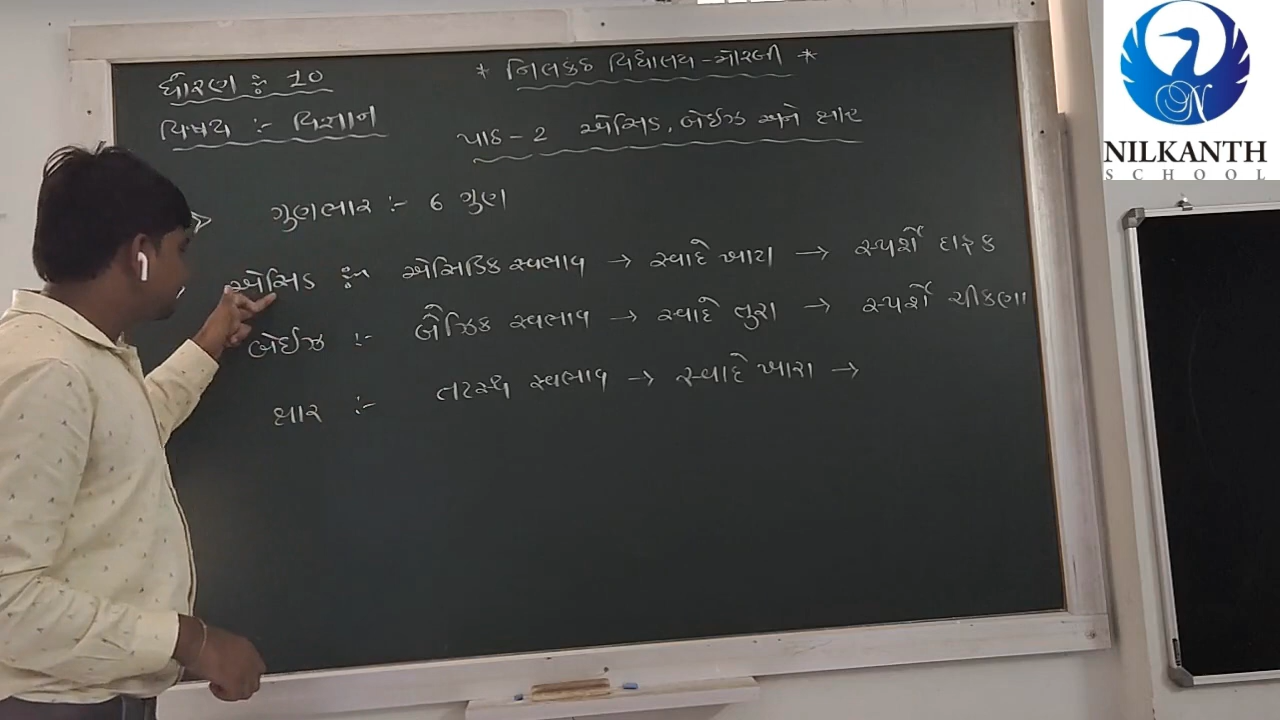 * નિલકંઠ વિદ્યાલય - મોરબી *
ધોરણ :- 10
વિષય :- વિજ્ઞાન
પાઠ - 2 એસિડ, બેઈઝ અને ક્ષાર
ગુણભાર :- 6 ગુણ
એસિડ :- એસિડિક સ્વભાવ → સ્વાદે ખાટા → સ્પર્શે દાહક
બેઈઝ :- બેઝિક સ્વભાવ → સ્વાદે તુરા → સ્પર્શે ચીકણા
ક્ષાર :- તટસ્થ સ્વભાવ → સ્વાદે ખારા →
N
NILKANTH
SCHOOL